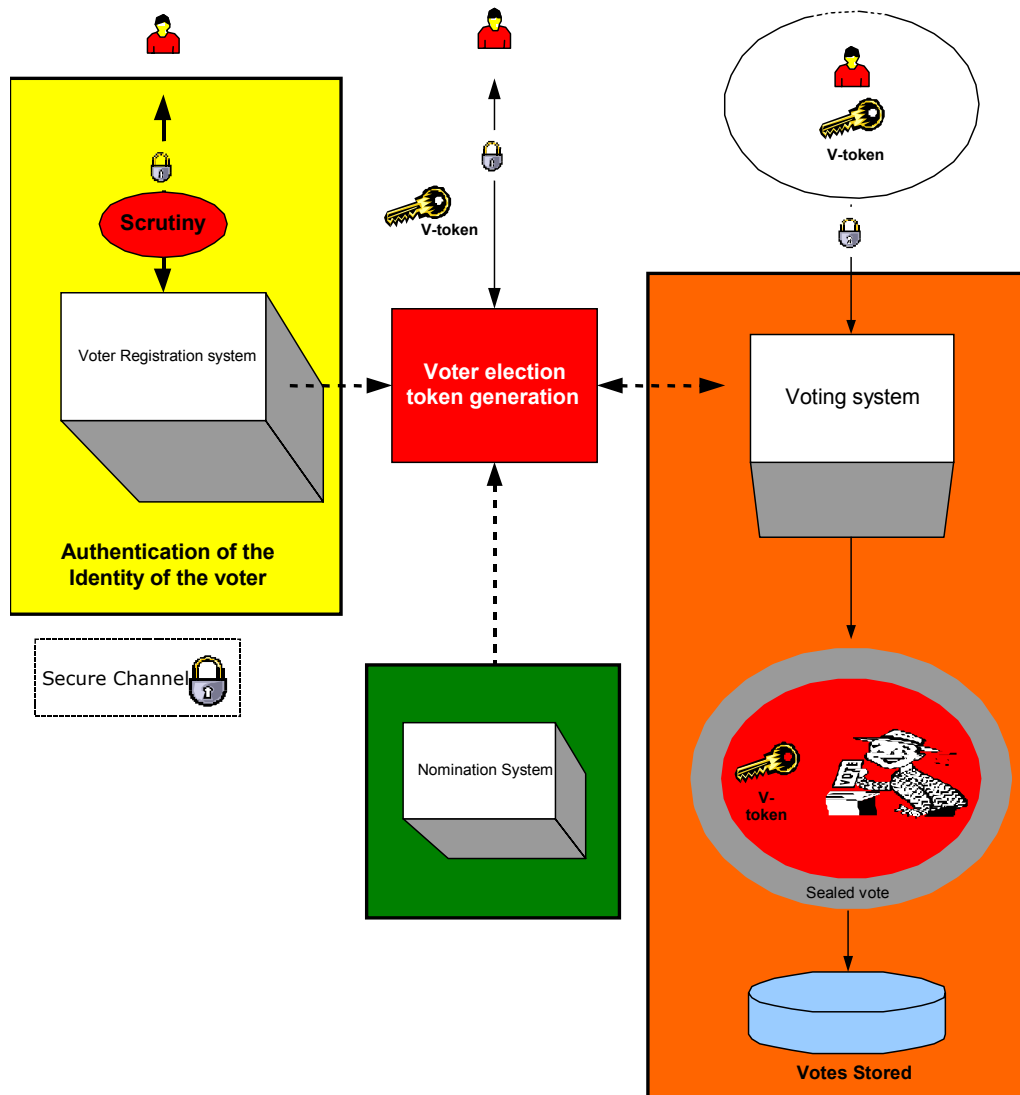 Scrutiny
Voter Registration system
Authentication of the
Identity of the voter
Secure Channel
V-token
Voter election
token generation
Nomination System
V-token
Voting system
V-
token
VOTE
Sealed vote
Votes Stored